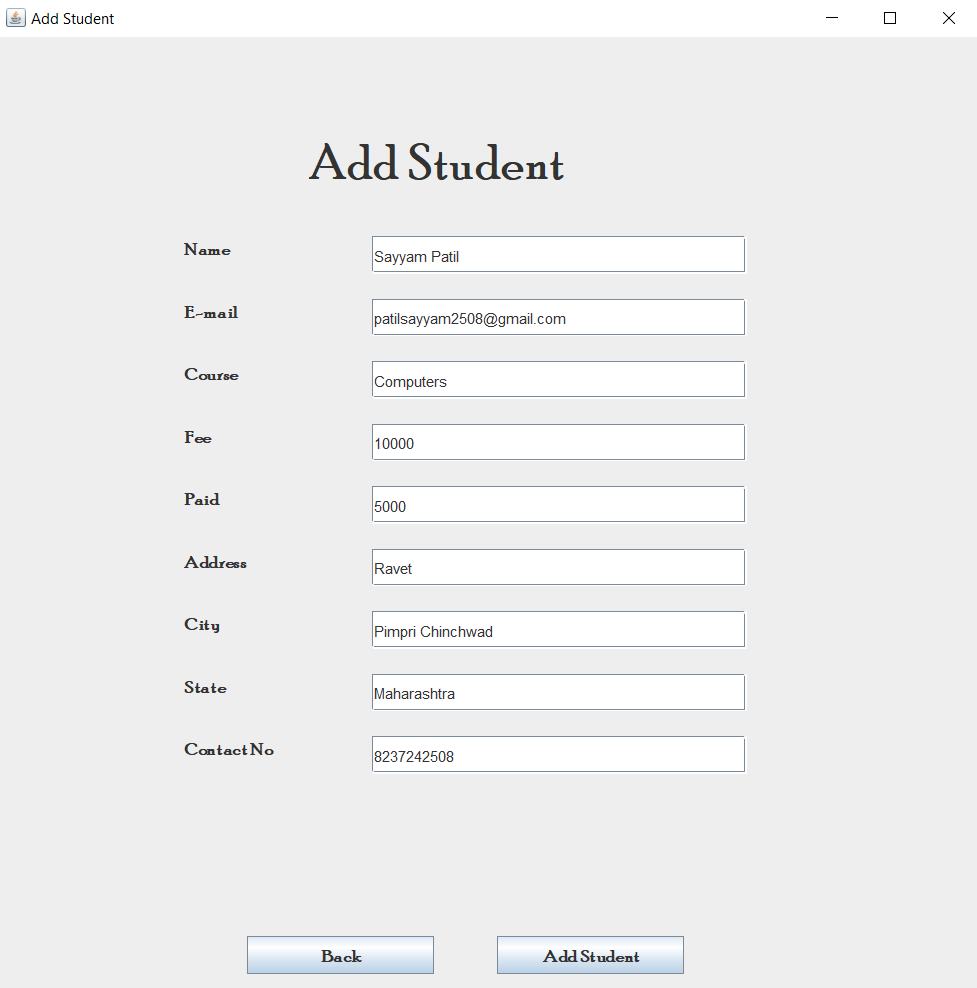 Add Student
Add Student
Name Sayyam Patil
E-mail patilsayyam2508@gmail.com
Course Computers
Fee 10000
Paid 5000
Address Ravet
City Pimpri Chinchwad
State Maharashtra
Contact No 8237242508
Back Add Student